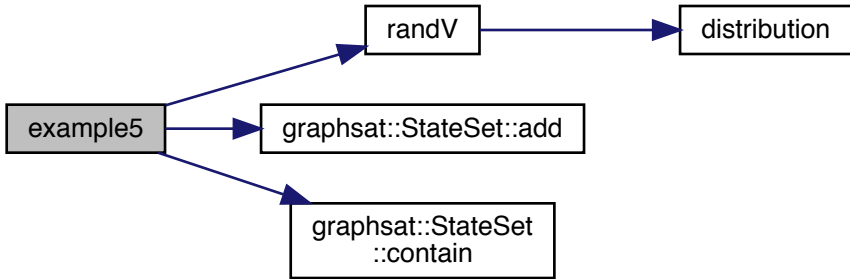 randV
distribution
example5
graphsat::StateSet::add
graphsat::StateSet
::contain